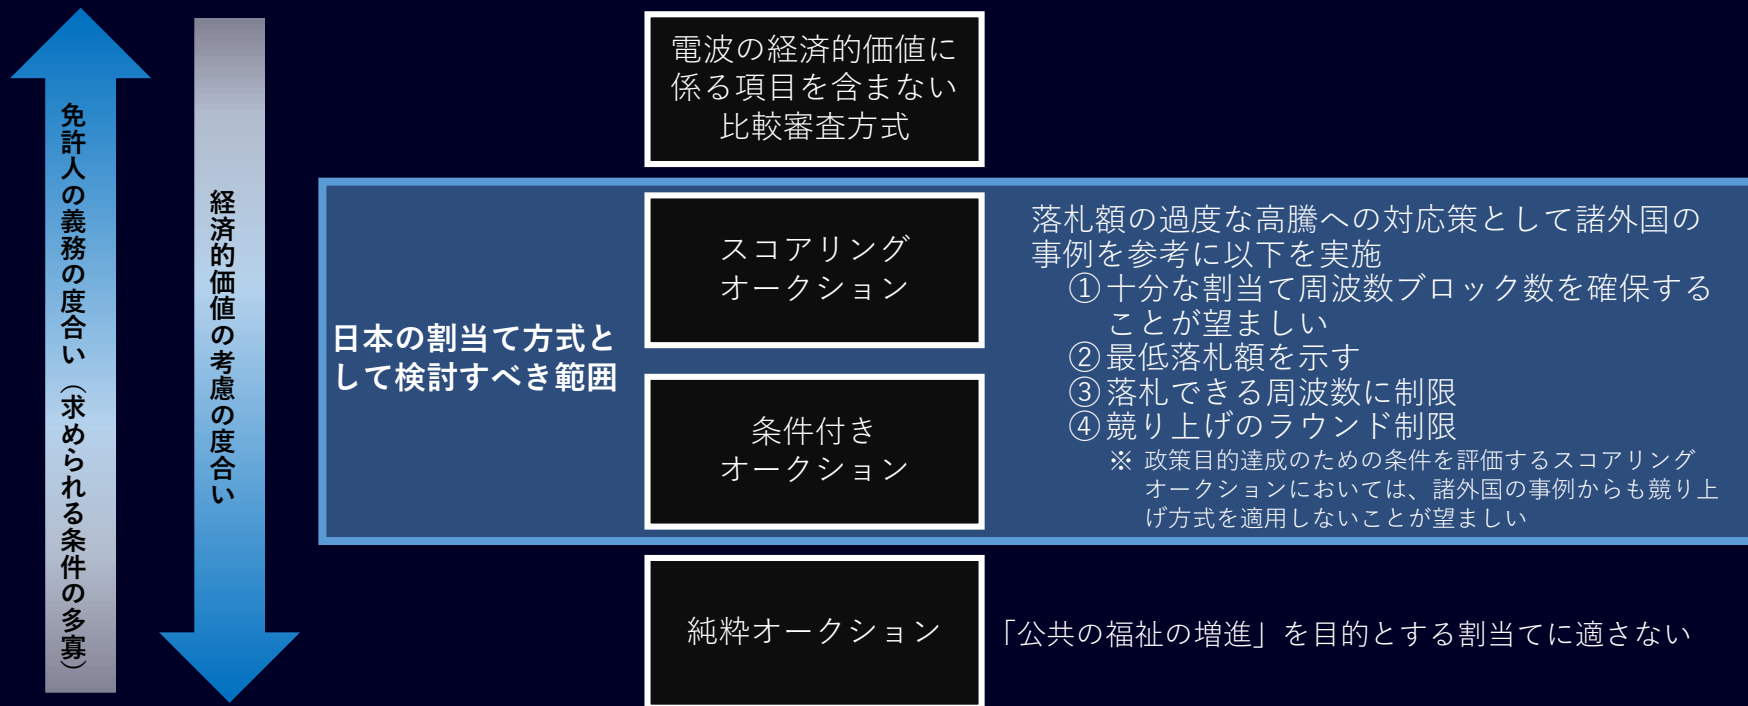 免許人の義務の度合い（求められる条件の多寡）
経済的価値の考慮の度合い
電波の経済的価値に
係る項目を含まない
比較審査方式
日本の割当て方式と
して検討すべき範囲
スコアリング
オークション
条件付き
オークション
落札額の過度な高騰への対応策として諸外国の
事例を参考に以下を実施
①十分な割当て周波数ブロック数を確保する
ことが望ましい
②最低落札額を示す
③落札できる周波数に制限
④競り上げのラウンド制限
※ 政策目的達成のための条件を評価するスコアリング
オークションにおいては、諸外国の事例からも競り上
げ方式を適用しないことが望ましい
純粋オークション
「公共の福祉の増進」を目的とする割当てに適さない